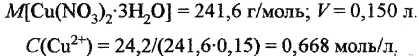 M[Cu(NO₃)₂·3H₂O] = 241,6 г/моль; V = 0,150 л.
C(Cu²⁺) = 24,2/(241,6·0,15) = 0,668 моль/л.